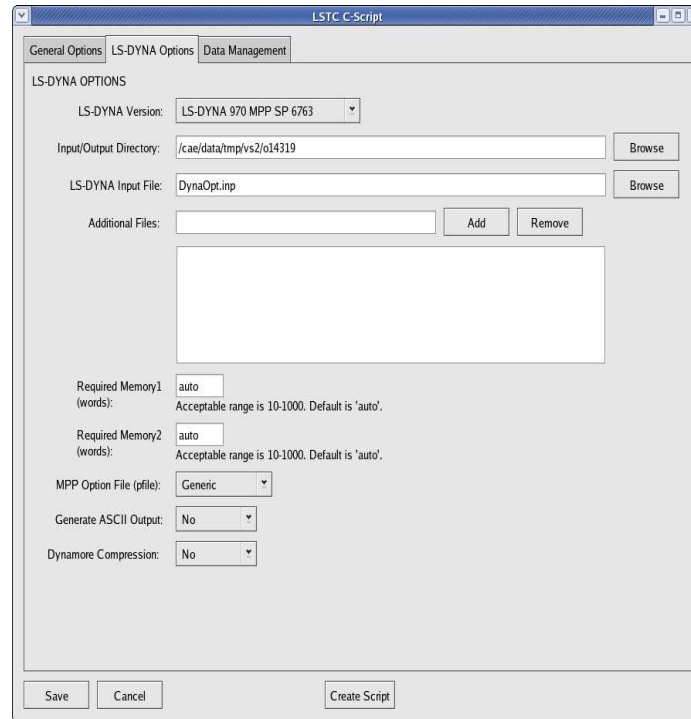 LSTC C-Script
General Options LS-DYNA Options Data Management
LS-DYNA OPTIONS
LS-DYNA Version: LS-DYNA 970 MPP SP 6763
Input/Output Directory: /cae/data/tmp/vs2/o14319 Browse
LS-DYNA Input File: DynaOpt.inp Browse
Additional Files: Add Remove
Required Memory1 auto
(words): Acceptable range is 10-1000. Default is 'auto'.
Required Memory2 auto
(words): Acceptable range is 10-1000. Default is 'auto'.
MPP Option File (pfile): Generic
Generate ASCII Output: No
Dynamore Compression: No
Save Cancel Create Script